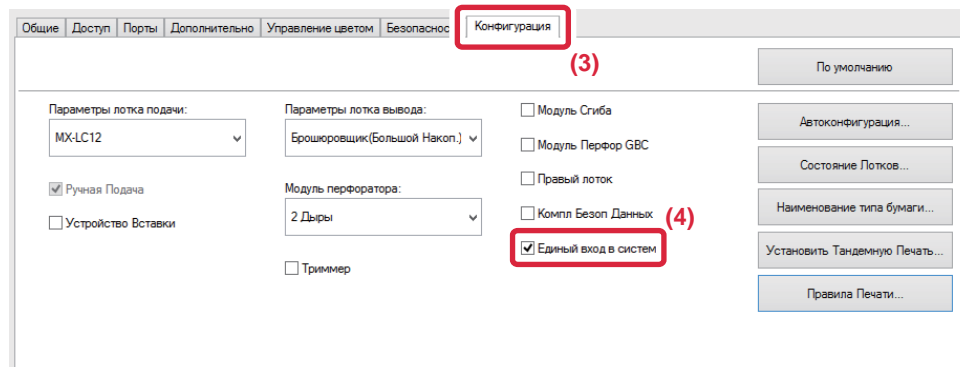 Общие Доступ Порты Дополнительно Управление цветом Безопаснос Конфигурация
(3)
По умолчанию
Параметры лотка подачи:
MX-LC12
Ручная Подача
Устройство Вставки
Параметры лотка вывода:
Брошюровщик(Большой Накоп.)
Модуль перфоратора:
2 Дыры
Триммер
Модуль Сгиба
Модуль Перфор GBC
Правый лоток
Компл Безоп Данных
(4)
Единый вход в систем
Автоконфигурация...
Состояние Лотков...
Наименование типа бумаги...
Установить Тандемную Печать...
Правила Печати...